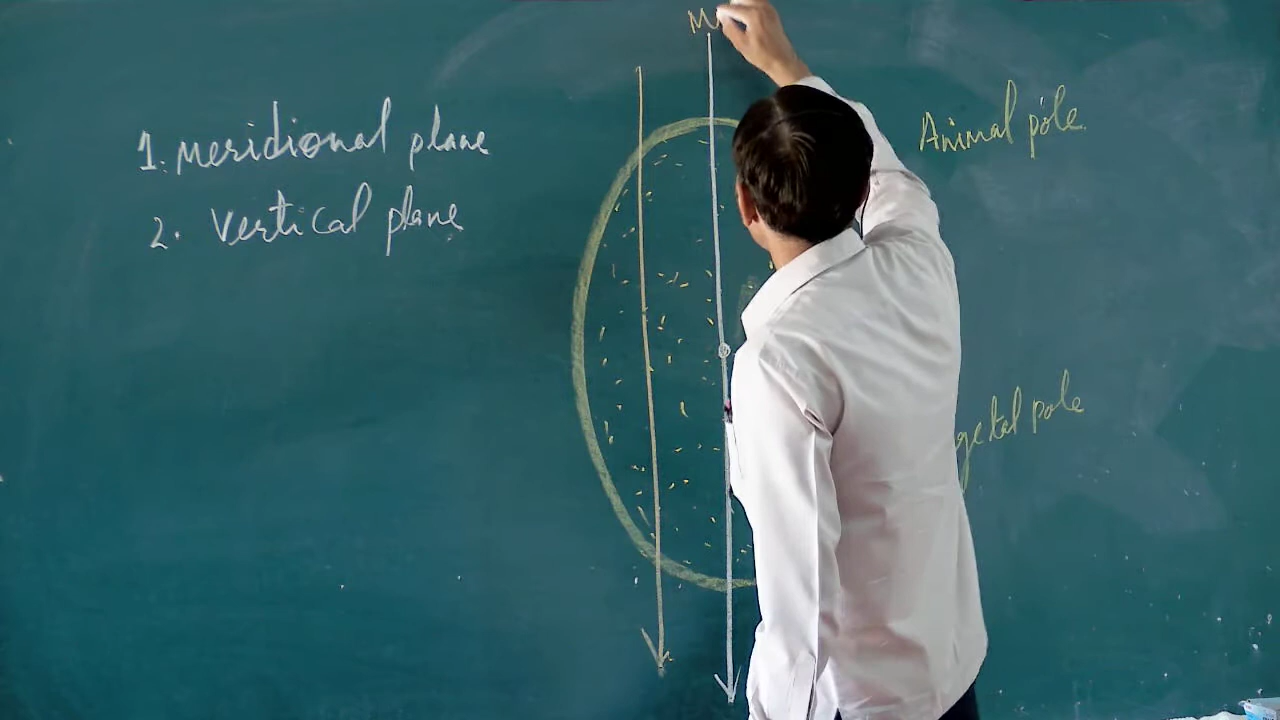 M
1. Meridional plane
2. Vertical plane
Animal pole
getal pole